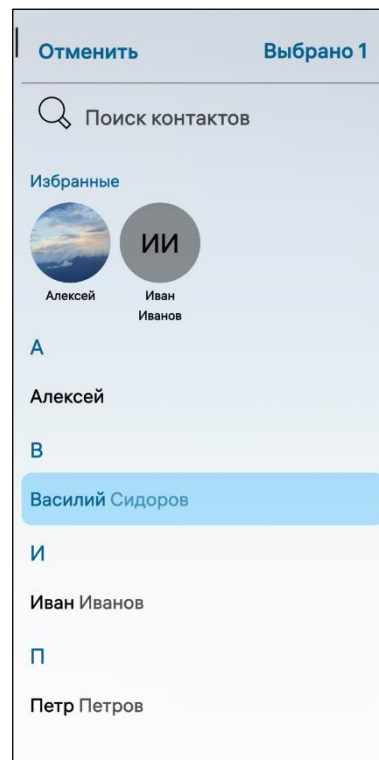 Отменить Выбрано 1
Поиск контактов
Избранные
ИИ
Алексей Иван
Иванов
А
Алексей
В
Василий Сидоров
И
Иван Иванов
П
Петр Петров